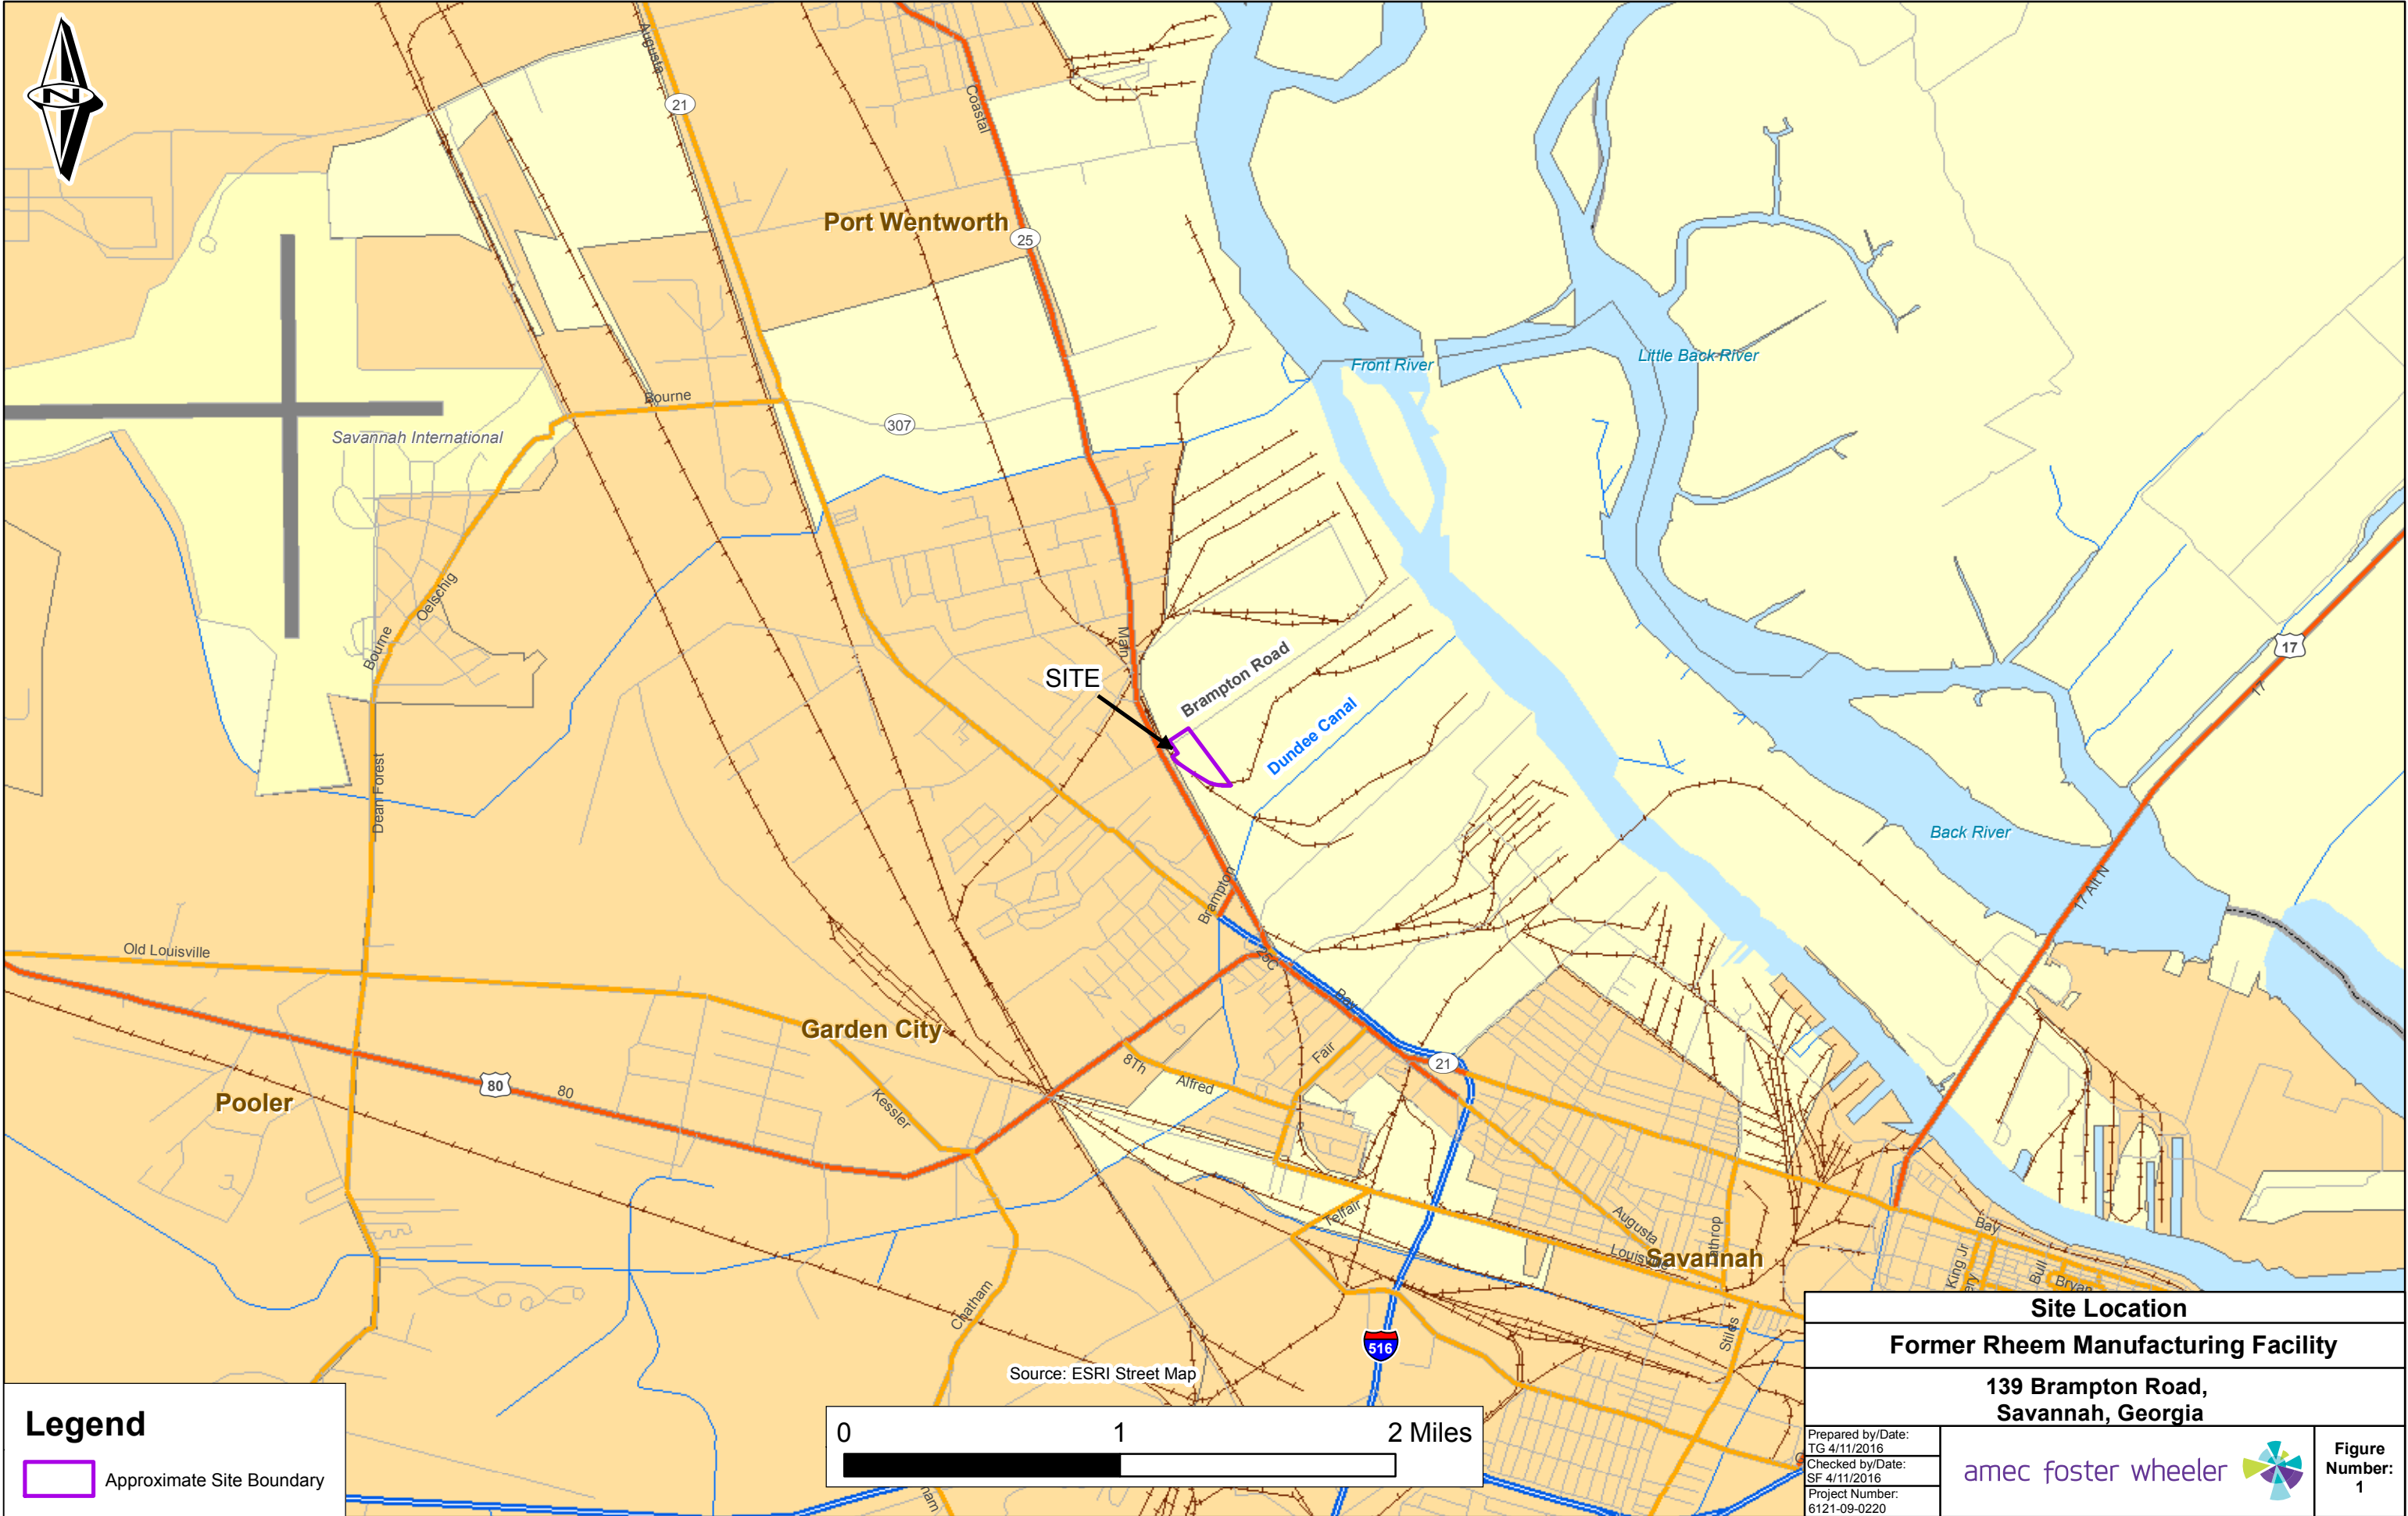 N
Augusta
21
Coastal
Port Wentworth
25
Front River
Little Back River
Bourne
307
Savannah International
Oelschig
Bourne
Main
17
17
SITE
Brampton Road
Dundee Canal
Dean Forest
Back River
17 Alt N
Brampton
Old Louisville
25C
Bay
Garden City
Fair
21
8Th
Alfred
80
80
Pooler
Kessler
Telfair
Augusta
Louisville
Lathrop
Savannah
Bay
King Jr
Bull
Bryan
Chatham
Stiles
516
Source: ESRI Street Map
Legend
Approximate Site Boundary
0 1 2 Miles
Site Location
Former Rheem Manufacturing Facility
139 Brampton Road,
Savannah, Georgia
Prepared by/Date:
TG 4/11/2016
Checked by/Date:
SF 4/11/2016
Project Number:
6121-09-0220
amec foster wheeler
Figure
Number:
1